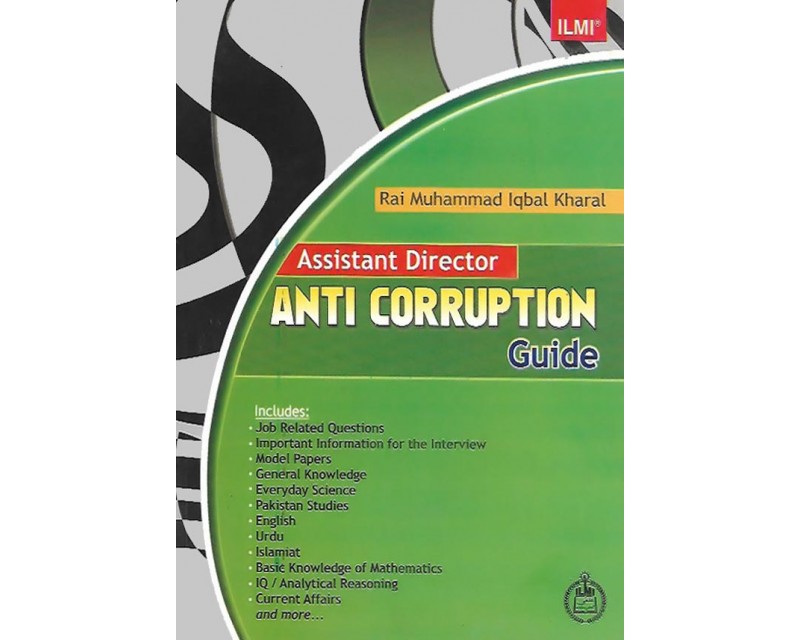 ILMI®
Rai Muhammad Iqbal Kharal
Assistant Director
ANTI CORRUPTION
Guide
Includes:
· Job Related Questions
· Important Information for the Interview
· Model Papers
· General Knowledge
· Everyday Science
· Pakistan Studies
· English
· Urdu
· Islamiat
· Basic Knowledge of Mathematics
· IQ / Analytical Reasoning
· Current Affairs
and more...